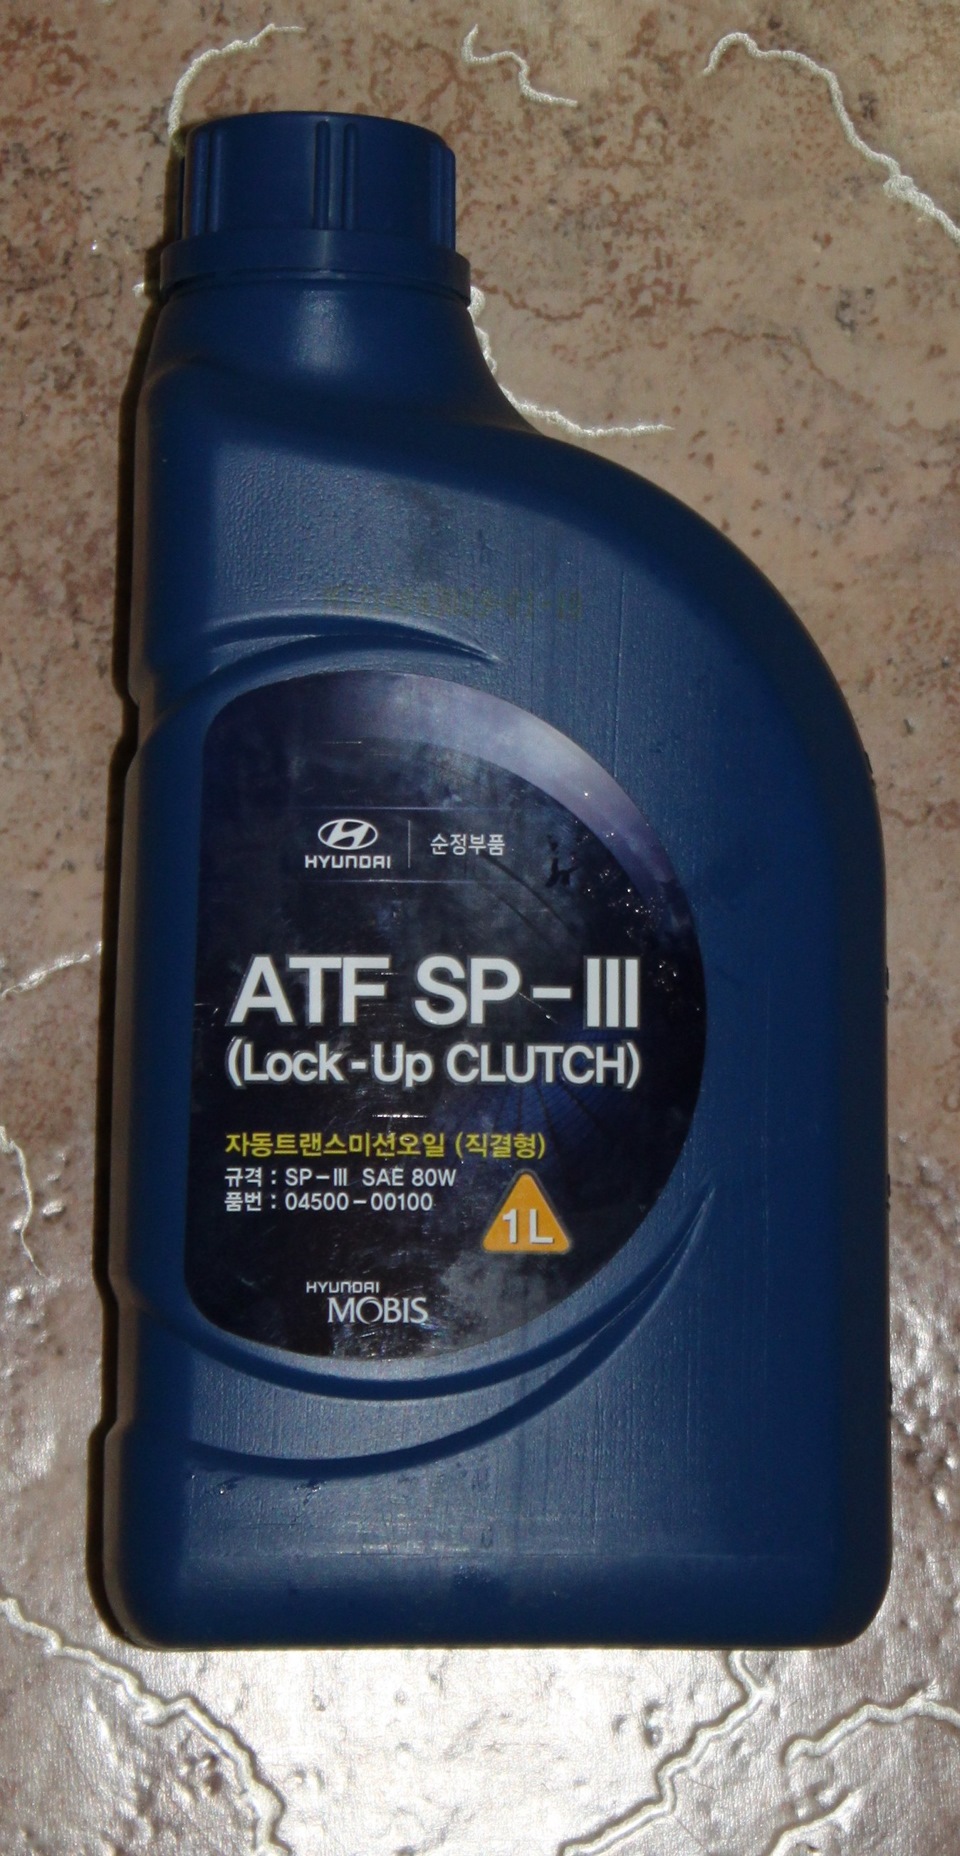 HYUNDAI 순정부품
ATF SP-III
(Lock-Up CLUTCH)
자동트랜스미션오일 (직결형)
규격 : SP-III SAE 80W
품번 : 04500-00100
1L
HYUNDAI
MOBIS